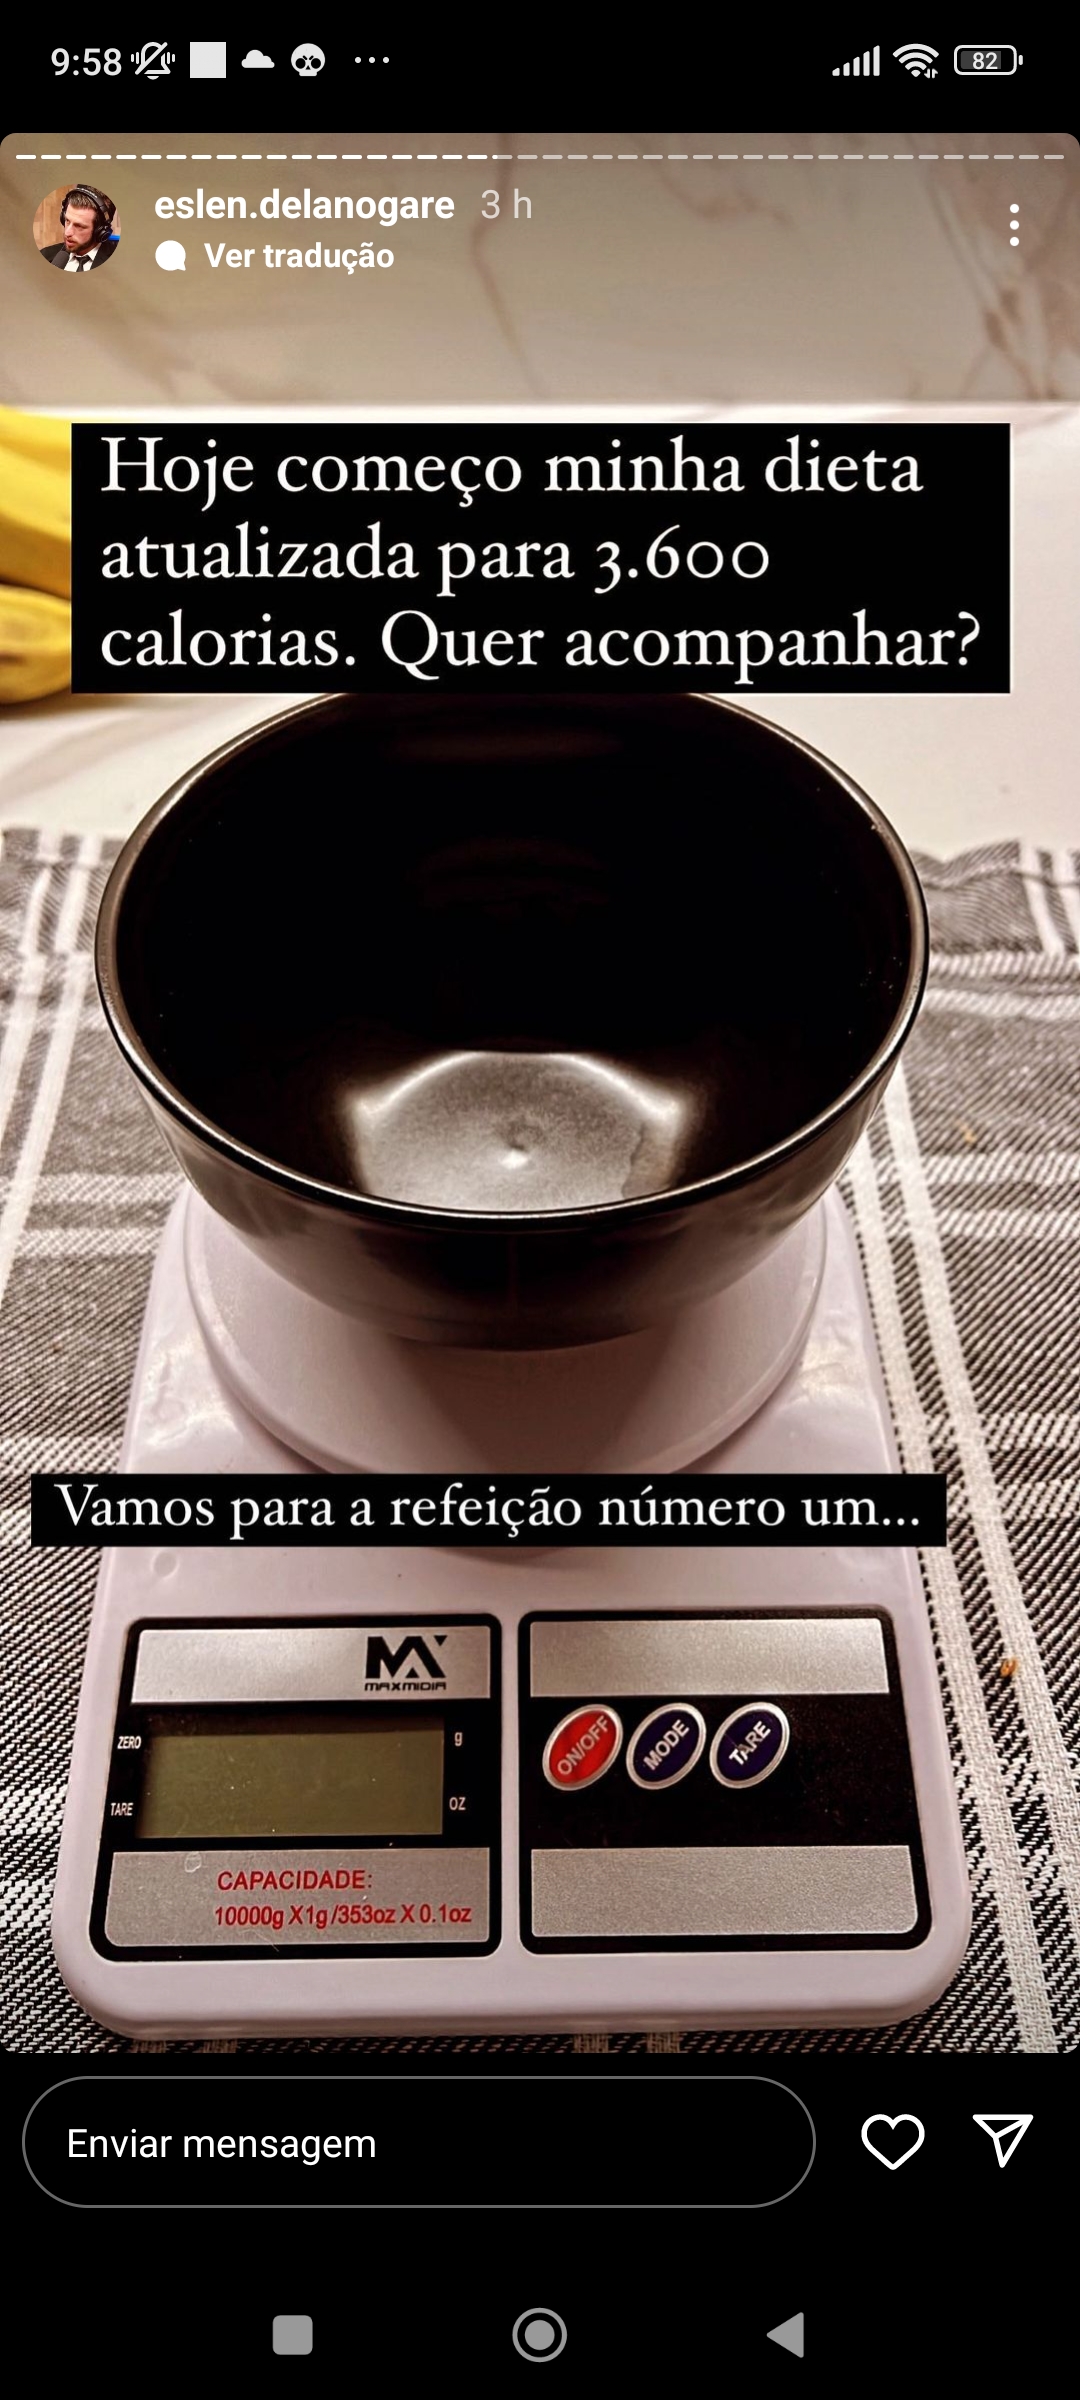 9:58
82
eslen.delanogare 3 h
Ver tradução
Hoje começo minha dieta
atualizada para 3.600
calorias. Quer acompanhar?
Vamos para a refeição número um...
MAXMIDIA
ZERO
g
TARE
OZ
ON/OFF
MODE
TARE
CAPACIDADE:
10000g X 1g /353oz X 0.1oz
Enviar mensagem